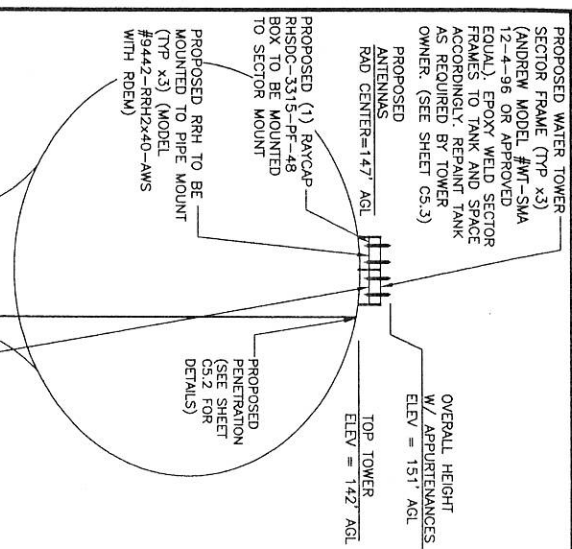 PROPOSED WATER TOWER
SECTOR FRAME (TYP x3)
(ANDREW MODEL #WT-SMA
12-4-96 OR APPROVED
EQUAL). EPOXY WELD SECTOR
FRAMES TO TANK AND SPACE
ACCORDINGLY. REPAINT TANK
AS REQUIRED BY TOWER
OWNER. (SEE SHEET C5.3)
PROPOSED
ANTENNAS
RAD CENTER=147' AGL
PROPOSED (1) RAYCAP
RHSDC-3315-PF-48
BOX TO BE MOUNTED
TO SECTOR MOUNT
PROPOSED RRH TO BE
MOUNTED TO PIPE MOUNT
(TYP x3) (MODEL
#9442-RRH2x40-AWS
WITH RDEM)
OVERALL HEIGHT
W/ APPURTENANCES
ELEV = 151' AGL
TOP TOWER
ELEV = 142' AGL
PROPOSED
PENETRATION
(SEE SHEET
C5.2 FOR
DETAILS)